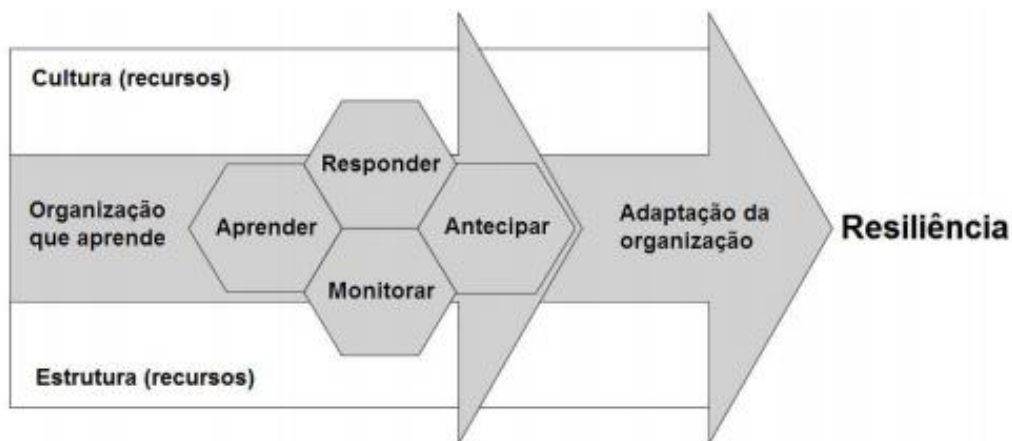 Cultura (recursos)
Responder
Organização
que aprende
Aprender
Antecipar
Adaptação da
organização
Resiliência
Monitorar
Estrutura (recursos)